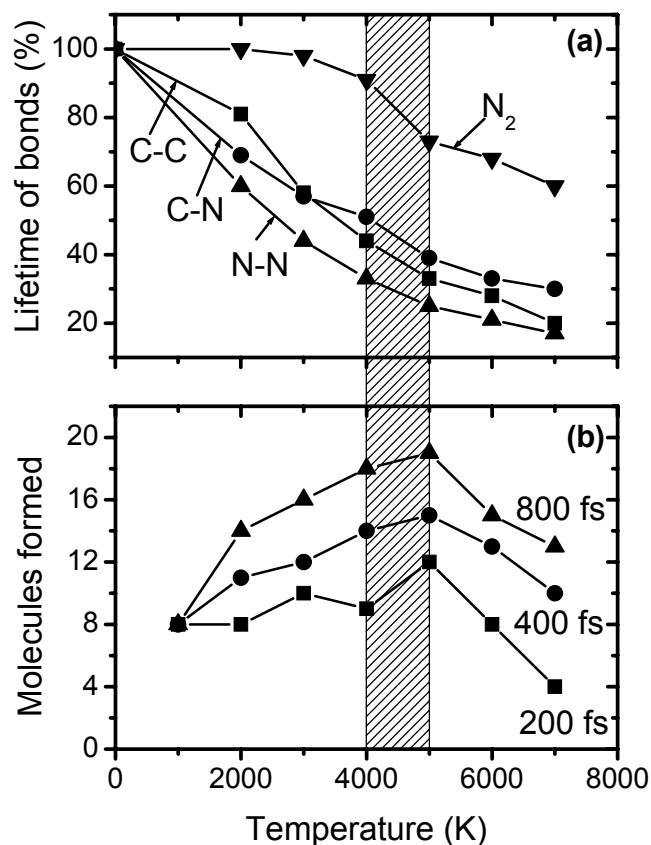 (a)
Lifetime of bonds (%)
100
80
60
40
20
C-C
C-N
N-N
N2
(b)
Molecules formed
20
16
12
8
4
0
800 fs
400 fs
200 fs
0 2000 4000 6000 8000
Temperature (K)